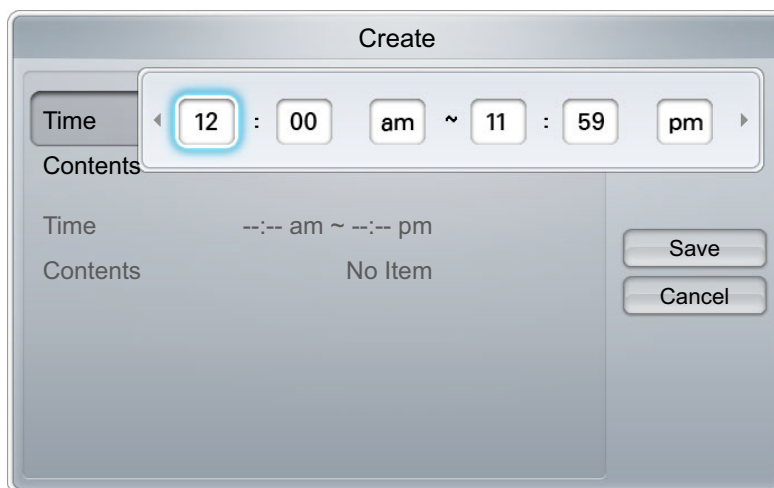 Create
Time 12 : 00 am ~ 11 : 59 pm
Contents
Time --:-- am ~ --:-- pm
Contents No Item
Save
Cancel